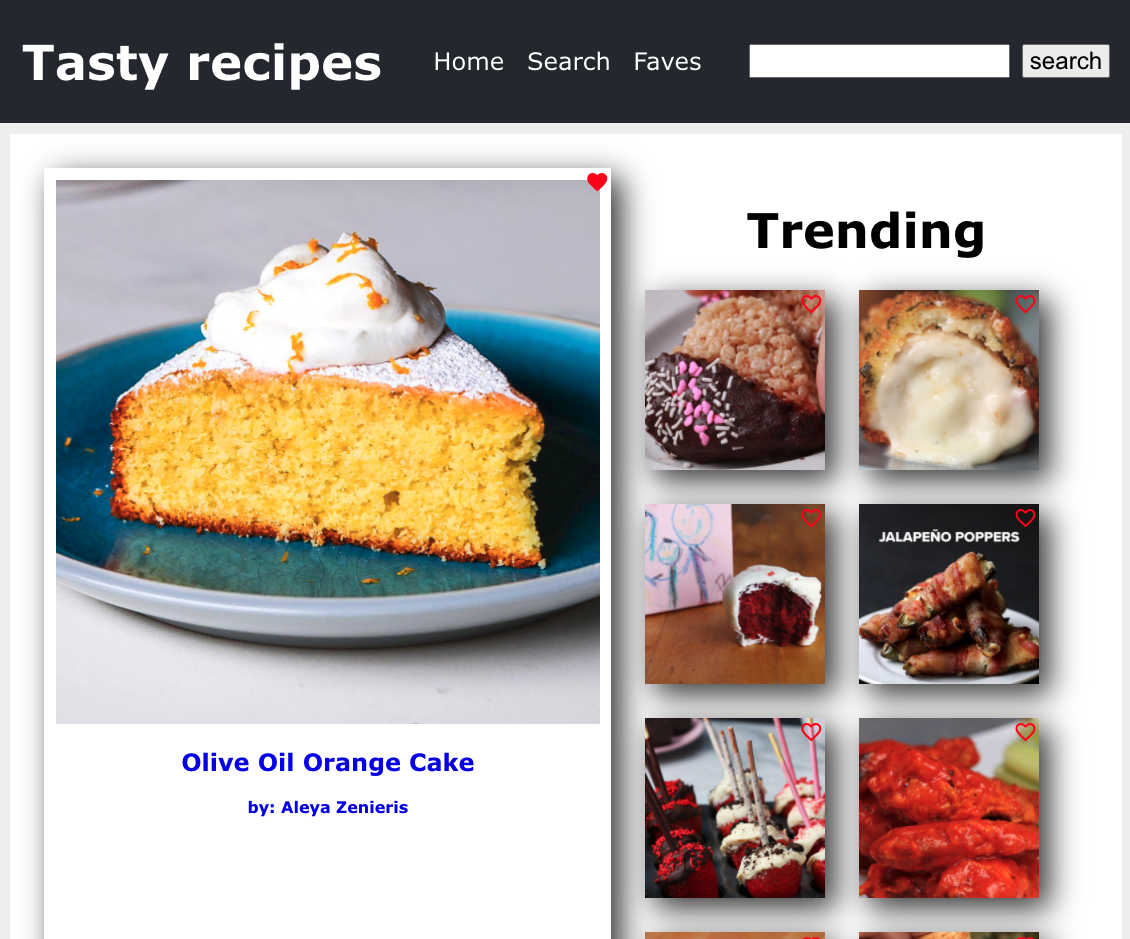 Tasty recipes
Home Search Faves
search
Olive Oil Orange Cake
by: Aleya Zenieris
Trending
JALAPEÑO POPPERS